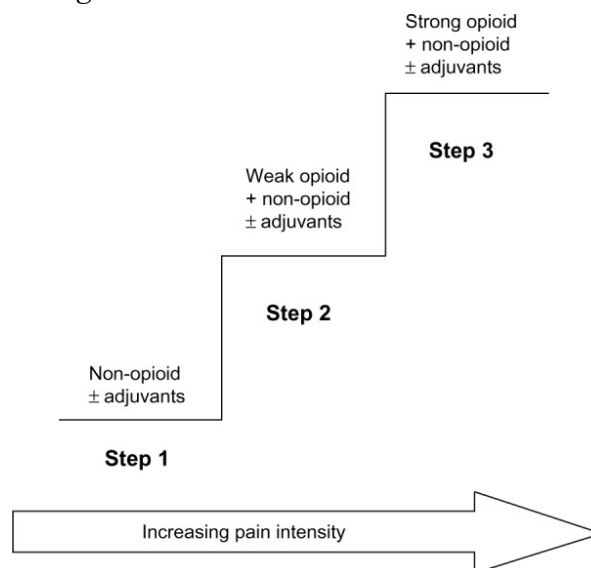 Strong opioid
+ non-opioid
± adjuvants
Step 3
Weak opioid
+ non-opioid
± adjuvants
Step 2
Non-opioid
± adjuvants
Step 1
Increasing pain intensity